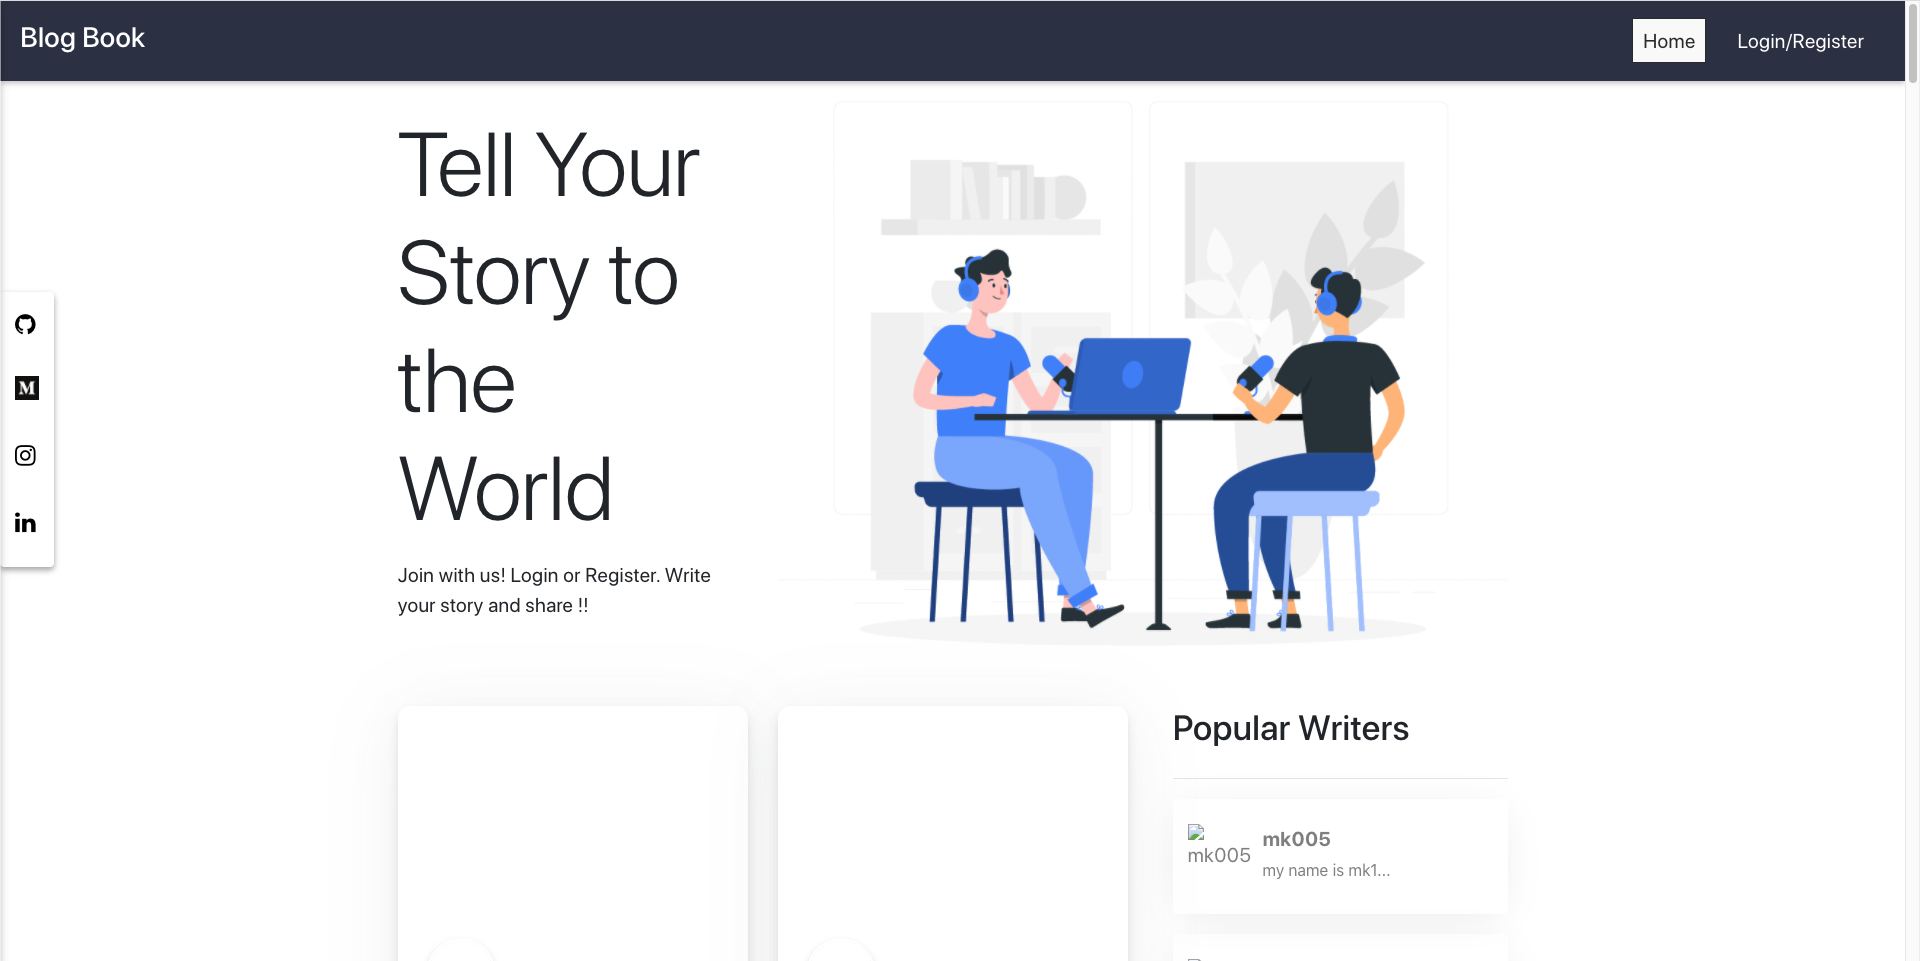 Blog Book
Home
Login/Register
Tell Your
Story to
the
World
Join with us! Login or Register. Write
your story and share !!
M
in
Popular Writers
mk005
mk005
my name is mk1...